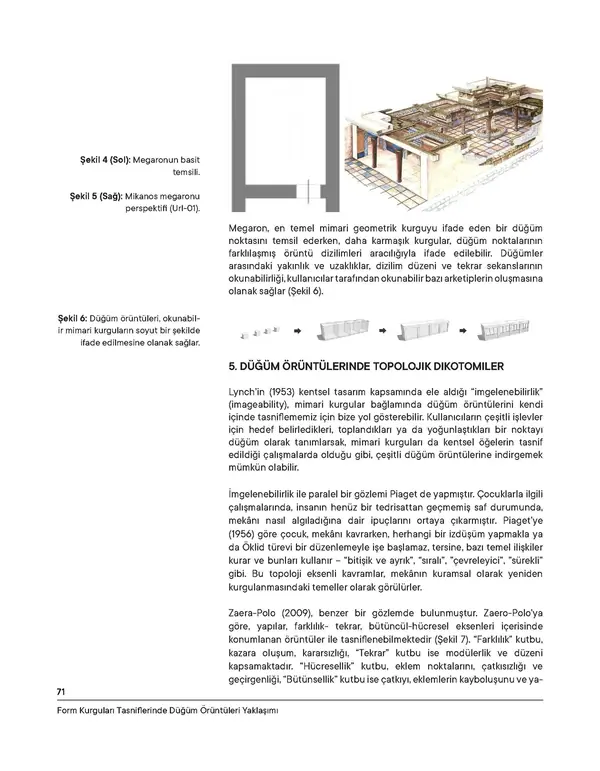 Şekil 4 (Sol): Megaronun basit
temsili.
Şekil 5 (Sağ): Mikanos megaronu
perspektifi (Url-01).
Megaron, en temel mimari geometrik kurguyu ifade eden bir düğüm
noktasını temsil ederken, daha karmaşık kurgular, düğüm noktalarının
farklılaşmış örüntü dizilimleri aracılığıyla ifade edilebilir. Düğümler
arasındaki yakınlık ve uzaklıklar, dizilim düzeni ve tekrar sekanslarının
okunabilirliği, kullanıcılar tarafından okunabilir bazı arketiplerin oluşmasına
olanak sağlar (Şekil 6).
Şekil 6: Düğüm örüntüleri, okunabil-
ir mimari kurguların soyut bir şekilde
ifade edilmesine olanak sağlar.
5. DÜĞÜM ÖRÜNTÜLERINDE TOPOLOJIK DIKOTOMILER
Lynch'in (1953) kentsel tasarım kapsamında ele aldığı "imgelenebilirlik"
(imageability), mimari kurgular bağlamında düğüm örüntülerini kendi
içinde tasniflememiz için bize yol gösterebilir. Kullanıcıların çeşitli işlevler
için hedef belirledikleri, toplandıkları ya da yoğunlaştıkları bir noktayı
düğüm olarak tanımlarsak, mimari kurguları da kentsel öğelerin tasnif
edildiği çalışmalarda olduğu gibi, çeşitli düğüm örüntülerine indirgemek
mümkün olabilir.
İmgelenebilirlik ile paralel bir gözlemi Piaget de yapmıştır. Çocuklarla ilgili
çalışmalarında, insanın henüz bir tedrisattan geçmemiş saf durumunda,
mekânı nasıl algıladığına dair ipuçlarını ortaya çıkarmıştır. Piaget'ye
(1956) göre çocuk, mekânı kavrarken, herhangi bir izdüşüm yapmakla ya
da Öklid türevi bir düzenlemeyle işe başlamaz, tersine, bazı temel ilişkiler
kurar ve bunları kullanır – "bitişik ve ayrık", "sıralı", "çevreleyici", "sürekli"
gibi. Bu topoloji eksenli kavramlar, mekânın kuramsal olarak yeniden
kurgulanmasındaki temeller olarak görülürler.
Zaera-Polo (2009), benzer bir gözlemde bulunmuştur. Zaero-Polo'ya
göre, yapılar, farklılık- tekrar, bütüncül-hücresel eksenleri içerisinde
konumlanan örüntüler ile tasniflenebilmektedir (Şekil 7). "Farklılık" kutbu,
kazara oluşum, kararsızlığı, "Tekrar" kutbu ise modülerlik ve düzeni
kapsamaktadır. "Hücresellik" kutbu, eklem noktalarını, çatkısızlığı ve
geçirgenliği, "Bütünsellik" kutbu ise çatkıyı, eklemlerin kayboluşunu ve ya-
71
Form Kurguları Tasniflerinde Düğüm Örüntüleri Yaklaşımı